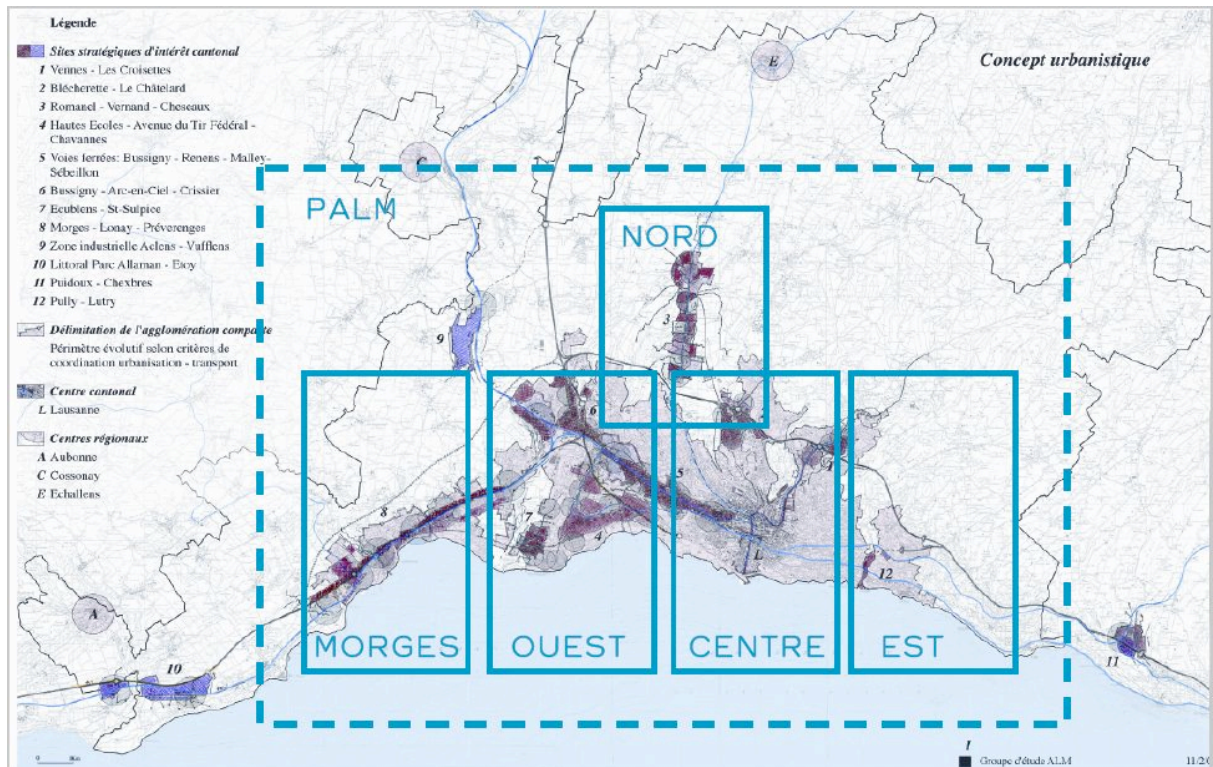 Légende
Sites stratégiques d'intérêt cantonal
1 Vennes - Les Croisettes
2 Blécherette - Le Châtelard
3 Romanel - Vernand - Cheseaux
4 Hautes Ecoles - Avenue du Tir Fédéral -
Chavannes
5 Voies ferrées: Bussigny - Renens - Malley-
Sébeillon
6 Bussigny - Arc-en-Ciel - Crissier
7 Ecublens - St-Sulpice
8 Morges - Lonay - Préverenges
9 Zone industrielle Aclens - Vufflens
10 Littoral Parc Allaman - Etoy
11 Puidoux - Chexbres
12 Pully - Lutry
Délimitation de l'agglomération compacte
Périmètre évolutif selon critères de
coordination urbanisation - transport
Centre cantonal
L Lausanne
Centres régionaux
A Aubonne
C Cossonay
E Echallens
Concept urbanistique
E
C
PALM
NORD
3
9
6
5
8
7
4
L
12
A
10
11
MORGES
OUEST
CENTRE
EST
0
Groupe d'étude ALM